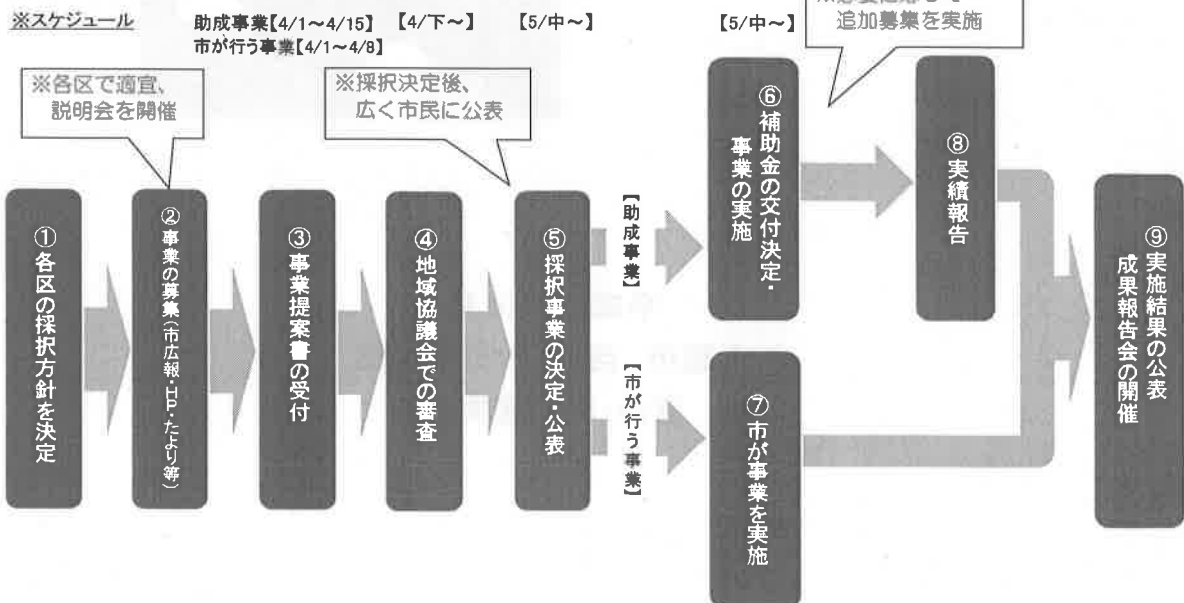 ※スケジュール
助成事業【4/1~4/15】
市が行う事業【4/1~4/8】
【4/下~】
【5/中~】
【5/中~】
追加募集を実施
※各区で適宜、
説明会を開催
※採択決定後、
広く市民に公表
①各区の採択方針を決定
②事業の募集(市広報・HP・たより等)
③事業提案書の受付
④地域協議会での審査
⑤採択事業の決定・公表
【助成事業】
【市が行う事業】
⑥補助金の交付決定・
事業の実施
⑦市が事業を実施
⑧実績報告
⑨実施結果の公表
成果報告会の開催